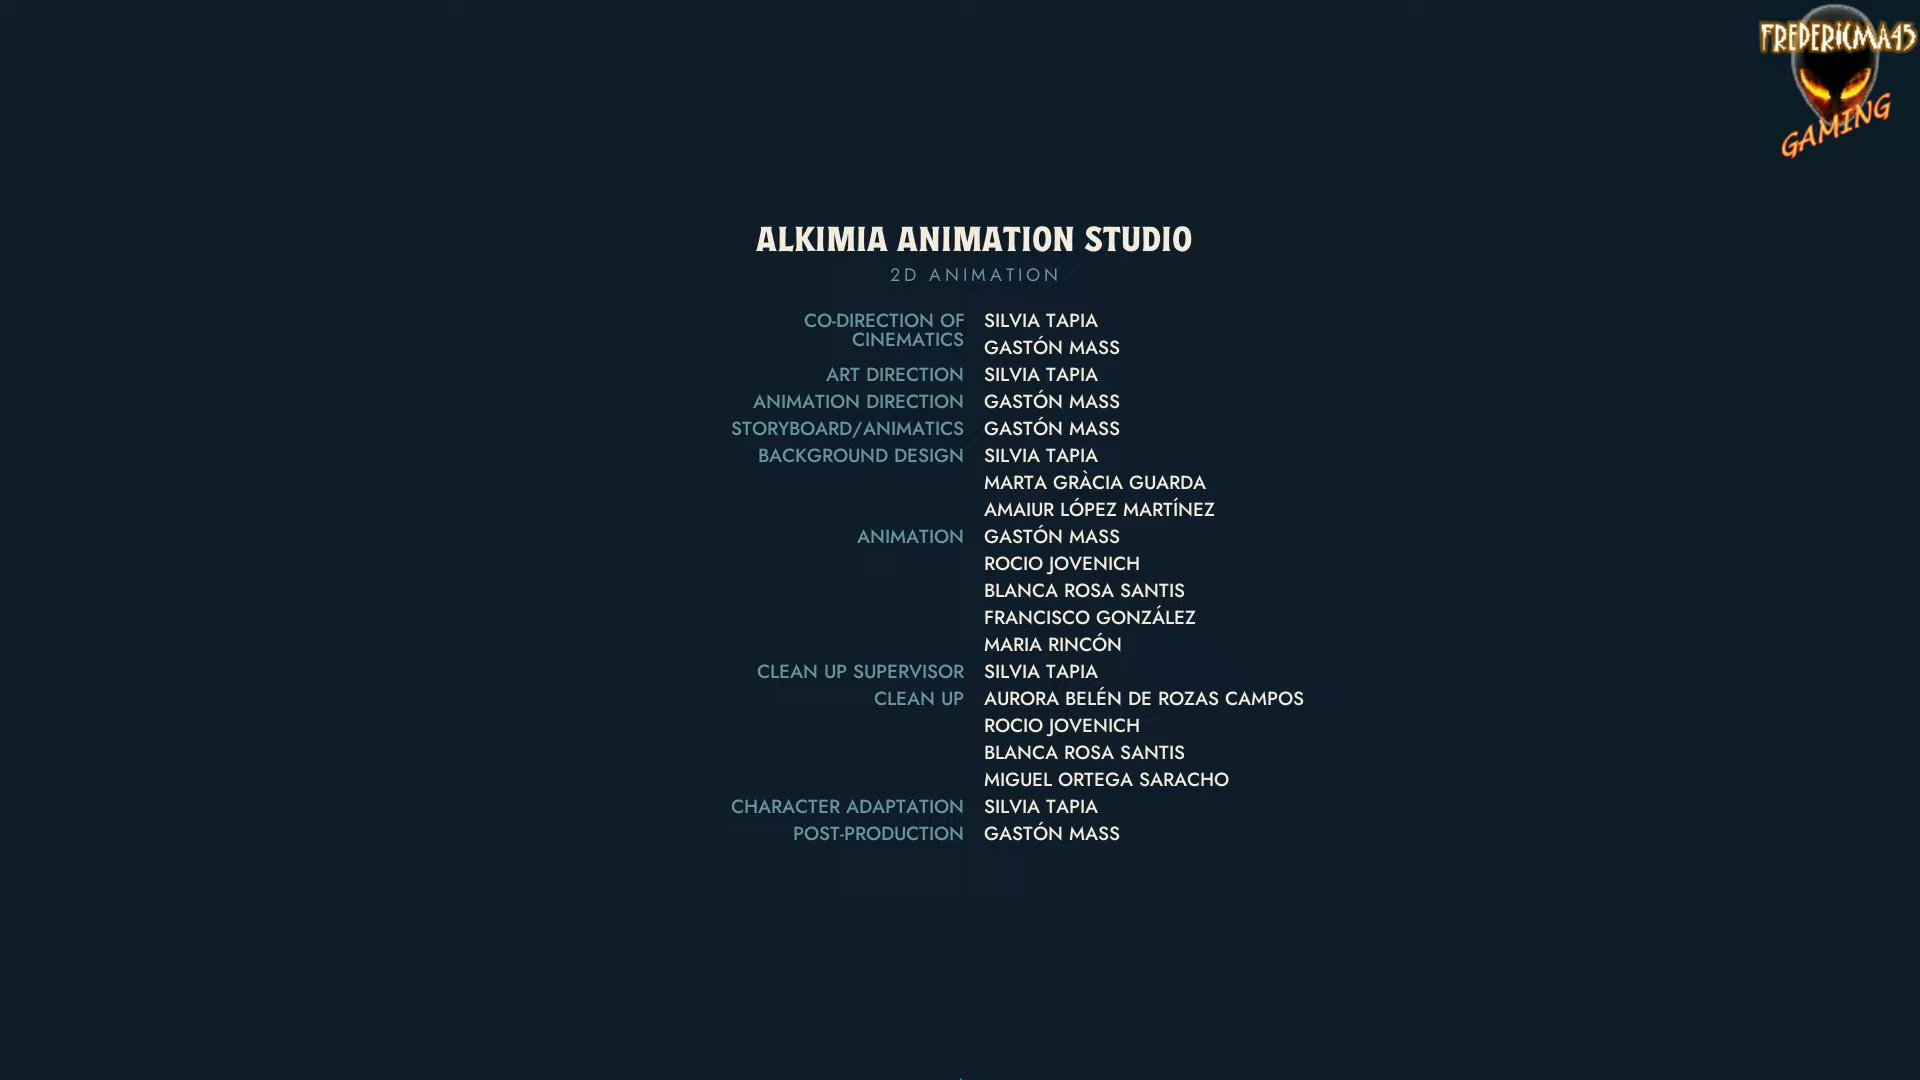 FREDERICMA45
GAMING
ALKIMIA ANIMATION STUDIO
2D ANIMATION
CO-DIRECTION OF CINEMATICS SILVIA TAPIA
GASTÓN MASS
ART DIRECTION SILVIA TAPIA
ANIMATION DIRECTION GASTÓN MASS
STORYBOARD/ANIMATICS GASTÓN MASS
BACKGROUND DESIGN SILVIA TAPIA
MARTA GRÀCIA GUARDA
AMAIUR LÓPEZ MARTÍNEZ
ANIMATION GASTÓN MASS
ROCIO JOVENICH
BLANCA ROSA SANTIS
FRANCISCO GONZÁLEZ
MARIA RINCÓN
CLEAN UP SUPERVISOR SILVIA TAPIA
CLEAN UP AURORA BELÉN DE ROZAS CAMPOS
ROCIO JOVENICH
BLANCA ROSA SANTIS
MIGUEL ORTEGA SARACHO
CHARACTER ADAPTATION SILVIA TAPIA
POST-PRODUCTION GASTÓN MASS